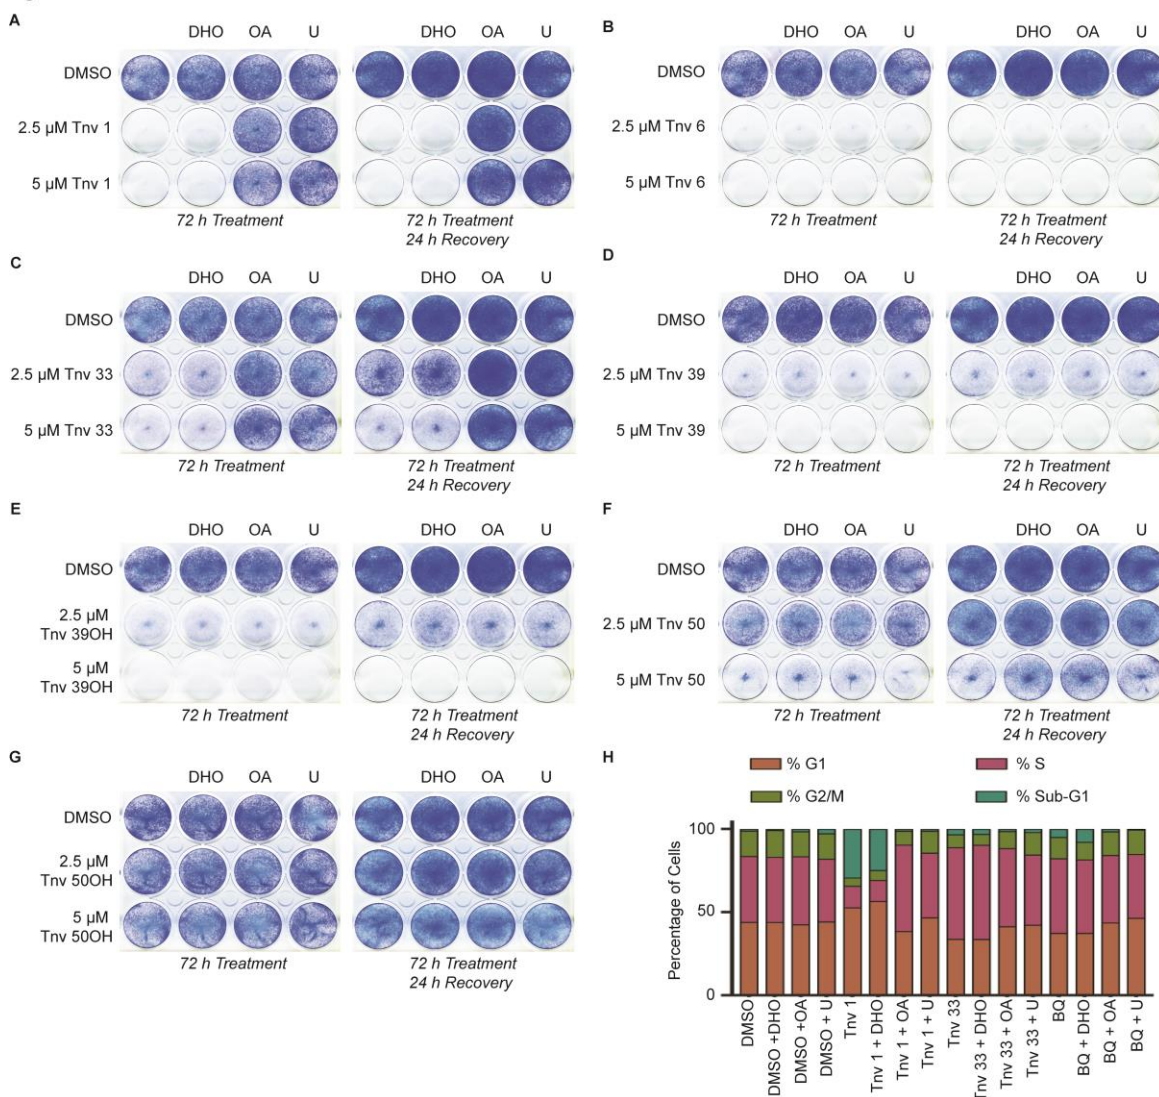 A
DHO OA U DHO OA U
DMSO
2.5 µM Tnv 1
5 µM Tnv 1
72 h Treatment 72 h Treatment
24 h Recovery
B
DHO OA U DHO OA U
DMSO
2.5 µM Tnv 6
5 µM Tnv 6
72 h Treatment 72 h Treatment
24 h Recovery
C
DHO OA U DHO OA U
DMSO
2.5 µM Tnv 33
5 µM Tnv 33
72 h Treatment 72 h Treatment
24 h Recovery
D
DHO OA U DHO OA U
DMSO
2.5 µM Tnv 39
5 µM Tnv 39
72 h Treatment 72 h Treatment
24 h Recovery
E
DHO OA U DHO OA U
DMSO
2.5 µM
Tnv 39OH
5 µM
Tnv 39OH
72 h Treatment 72 h Treatment
24 h Recovery
F
DHO OA U DHO OA U
DMSO
2.5 µM Tnv 50
5 µM Tnv 50
72 h Treatment 72 h Treatment
24 h Recovery
G
DHO OA U DHO OA U
DMSO
2.5 µM
Tnv 50OH
5 µM
Tnv 50OH
72 h Treatment 72 h Treatment
24 h Recovery
H
% G1 % S
% G2/M % Sub-G1
Percentage of Cells
100
50
0
DMSO
DMSO +DHO
DMSO +OA
DMSO + U
Tnv 1
Tnv 1 + DHO
Tnv 1 + OA
Tnv 1 + U
Tnv 33
Tnv 33 + DHO
Tnv 33 + OA
Tnv 33 + U
BQ
BQ + DHO
BQ + OA
BQ + U